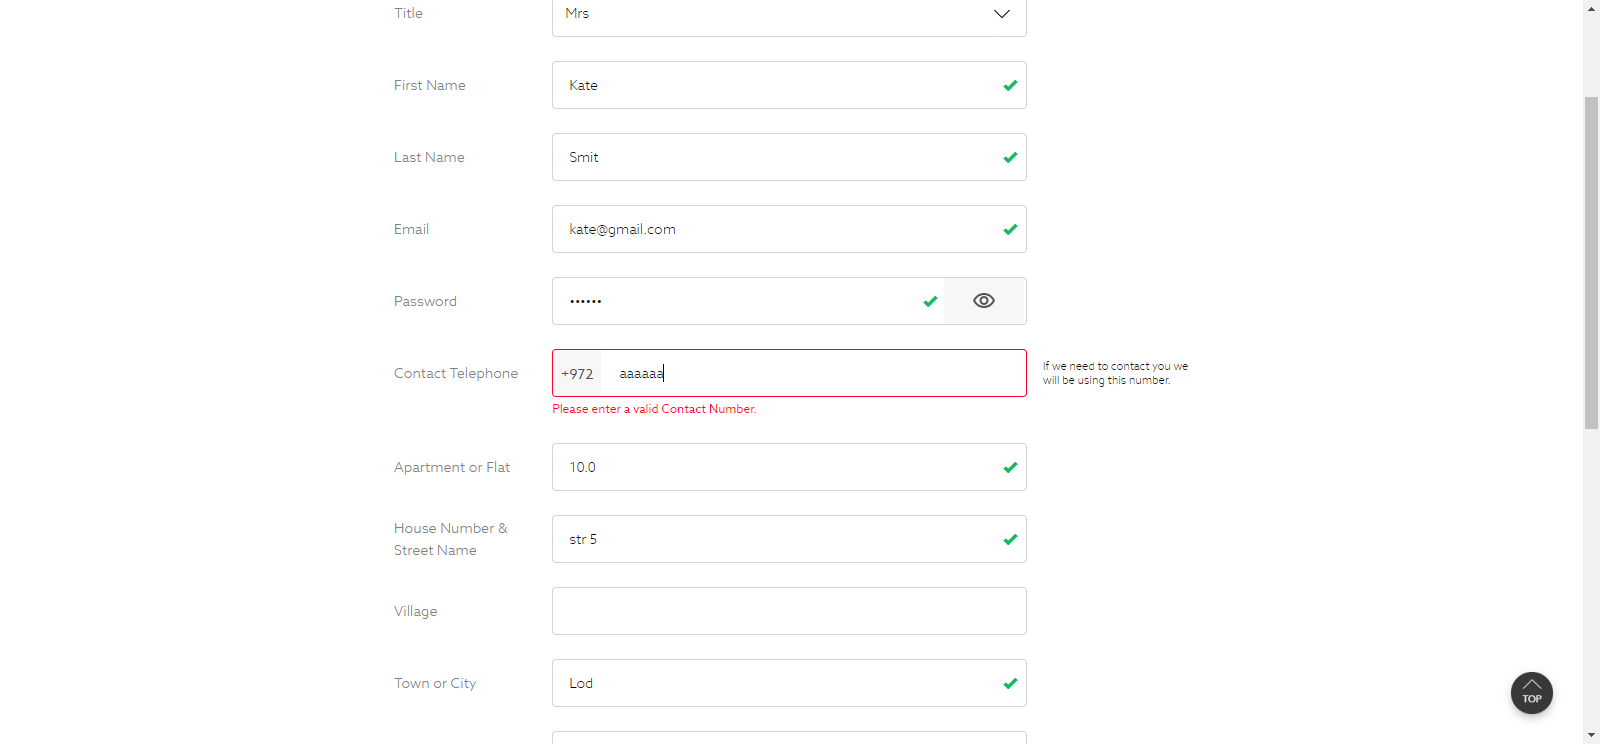 Title
Mrs
First Name
Kate
Last Name
Smit
Email
kate@gmail.com
Password
••••••
Contact Telephone
+972
aaaaaa
If we need to contact you we
will be using this number.
Please enter a valid Contact Number.
Apartment or Flat
10.0
House Number &
Street Name
str 5
Village
Town or City
Lod
TOP